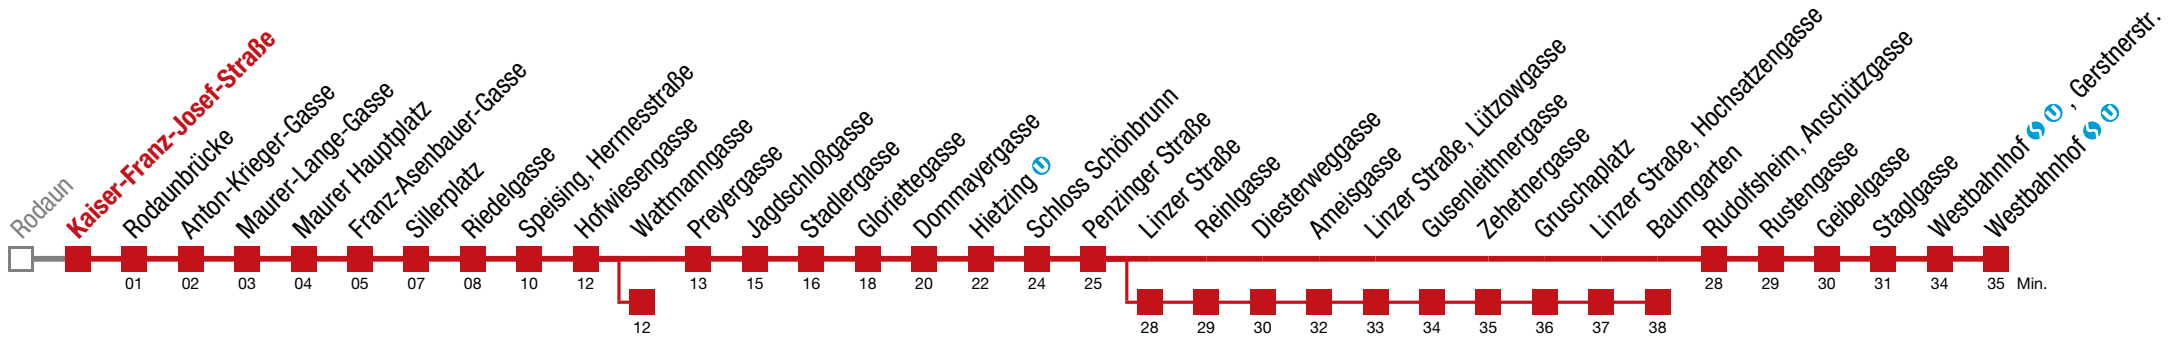 Rodaun
Kaiser-Franz-Josef-Straße
Rodaunbrücke
Anton-Krieger-Gasse
Maurer-Lange-Gasse
Maurer Hauptplatz
Franz-Asenbauer-Gasse
Sillerplatz
Riedelgasse
Speising, Hermesstraße
Hofwiesengasse
Wattmanngasse
Preyergasse
Jagdschloßgasse
Stadlergasse
Gloriettegasse
Dommayergasse
Hietzing U
Schloss Schönbrunn
Penzinger Straße
Linzer Straße
Reinlgasse
Diesterweggasse
Ameisgasse
Linzer Straße, Lützowgasse
Gusenleithnergasse
Zehetnergasse
Gruschaplatz
Linzer Straße, Hochsatzengasse
Baumgarten
Rudolfsheim, Anschützgasse
Rustengasse
Geibelgasse
Staglgasse
Westbahnhof S U , Gerstnerstr.
Westbahnhof S U
01 02 03 04 05 07 08 10 12 13 15 16 18 20 22 24 25 28 29 30 31 34 35 Min.
12 28 29 30 32 33 34 35 36 37 38